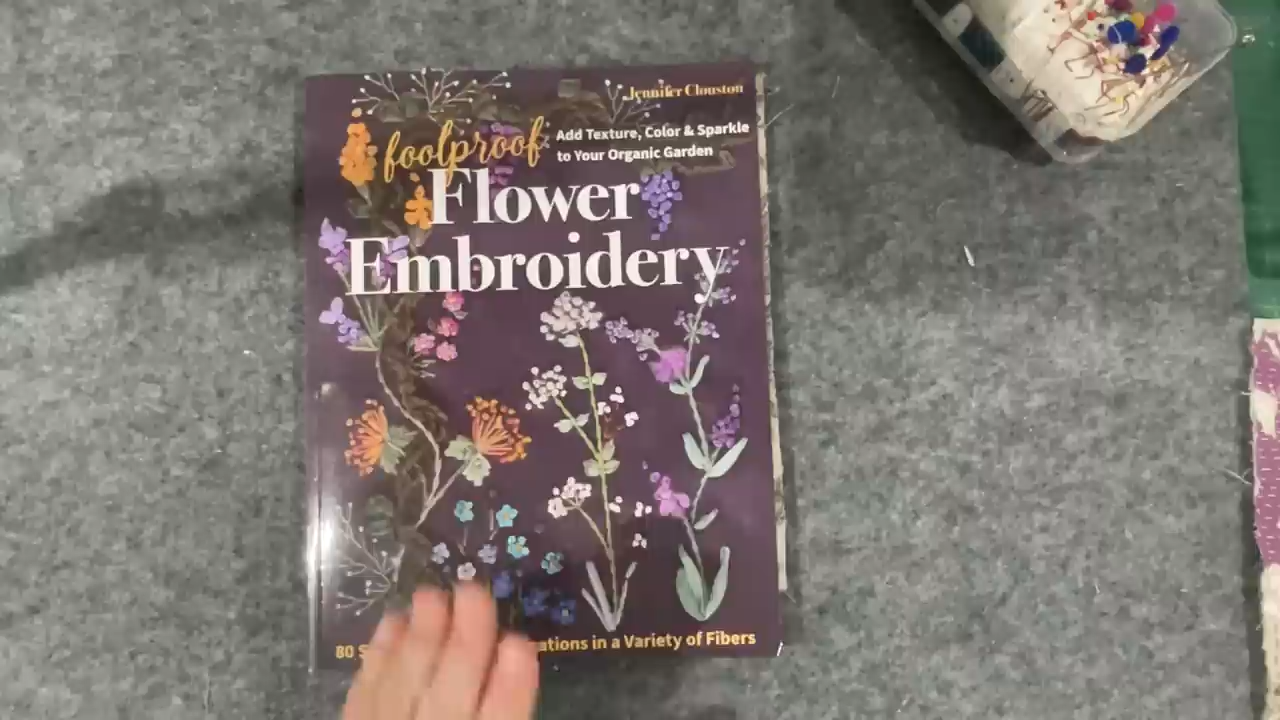 Jennifer Clouston
foolproof
Add Texture, Color & Sparkle
to Your Organic Garden
Flower
Embroidery
80 ations in a Variety of Fibers